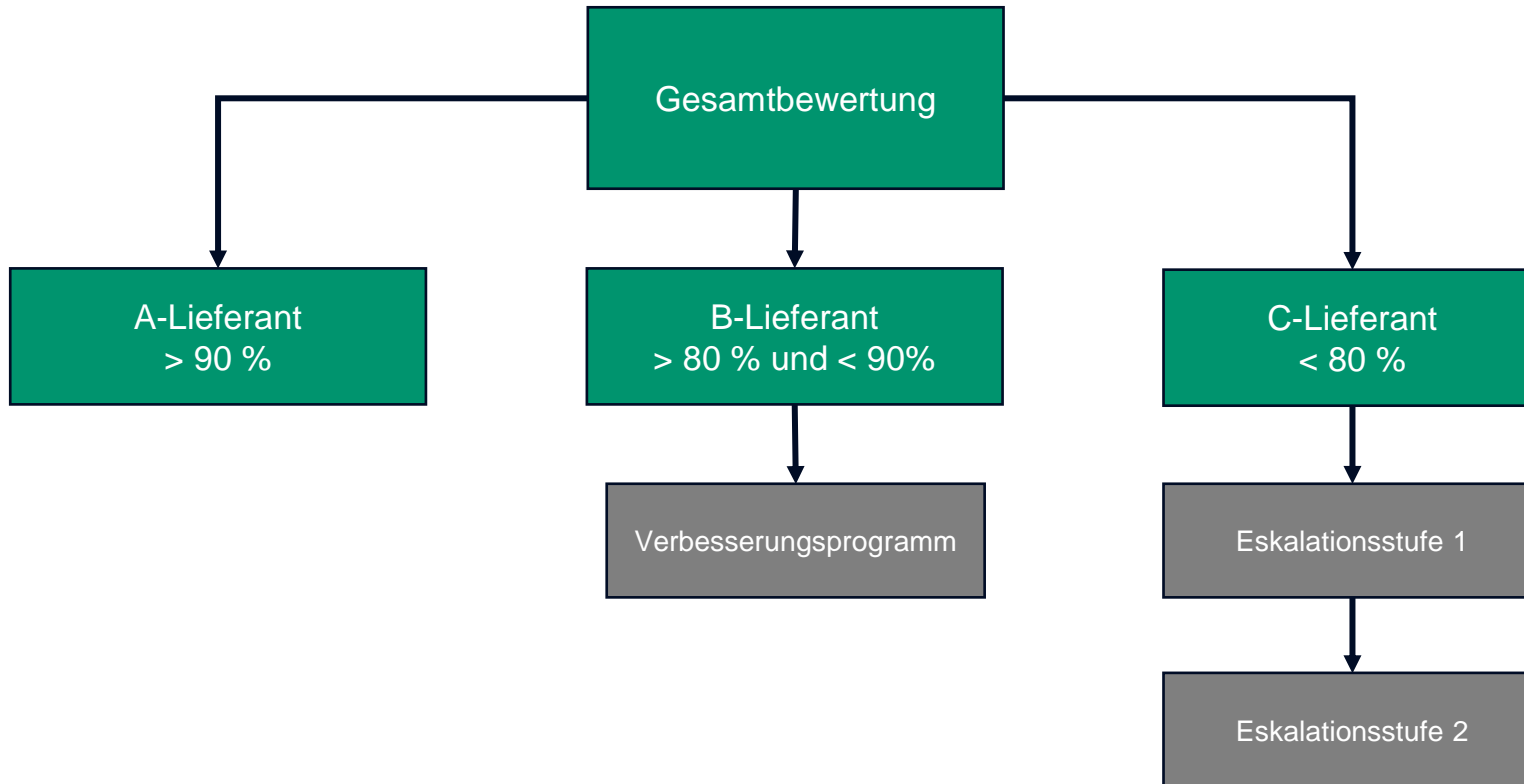 Gesamtbewertung
A-Lieferant
> 90 %
B-Lieferant
> 80 % und < 90%
C-Lieferant
< 80 %
Verbesserungsprogramm
Eskalationsstufe 1
Eskalationsstufe 2